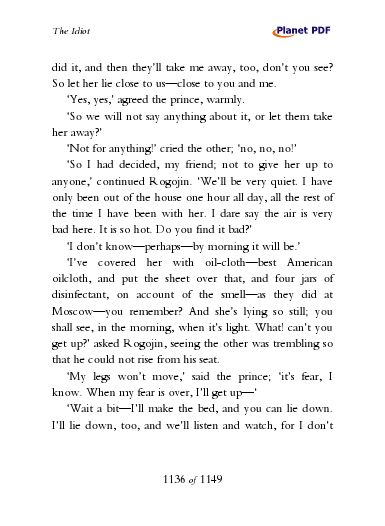 The Idiot
Planet PDF
did it, and then they'll take me away, too, don't you see?
So let her lie close to us—close to you and me.
'Yes, yes,' agreed the prince, warmly.
'So we will not say anything about it, or let them take
her away?'
'Not for anything!' cried the other; 'no, no, no!'
'So I had decided, my friend; not to give her up to
anyone,' continued Rogojin. 'We'll be very quiet. I have
only been out of the house one hour all day, all the rest of
the time I have been with her. I dare say the air is very
bad here. It is so hot. Do you find it bad?'
'I don't know—perhaps—by morning it will be.'
'I've covered her with oil-cloth—best American
oilcloth, and put the sheet over that, and four jars of
disinfectant, on account of the smell—as they did at
Moscow—you remember? And she's lying so still; you
shall see, in the morning, when it's light. What! can't you
get up?' asked Rogojin, seeing the other was trembling so
that he could not rise from his seat.
'My legs won't move,' said the prince; 'it's fear, I
know. When my fear is over, I'll get up—'
'Wait a bit—I'll make the bed, and you can lie down.
I'll lie down, too, and we'll listen and watch, for I don't
1136 of 1149